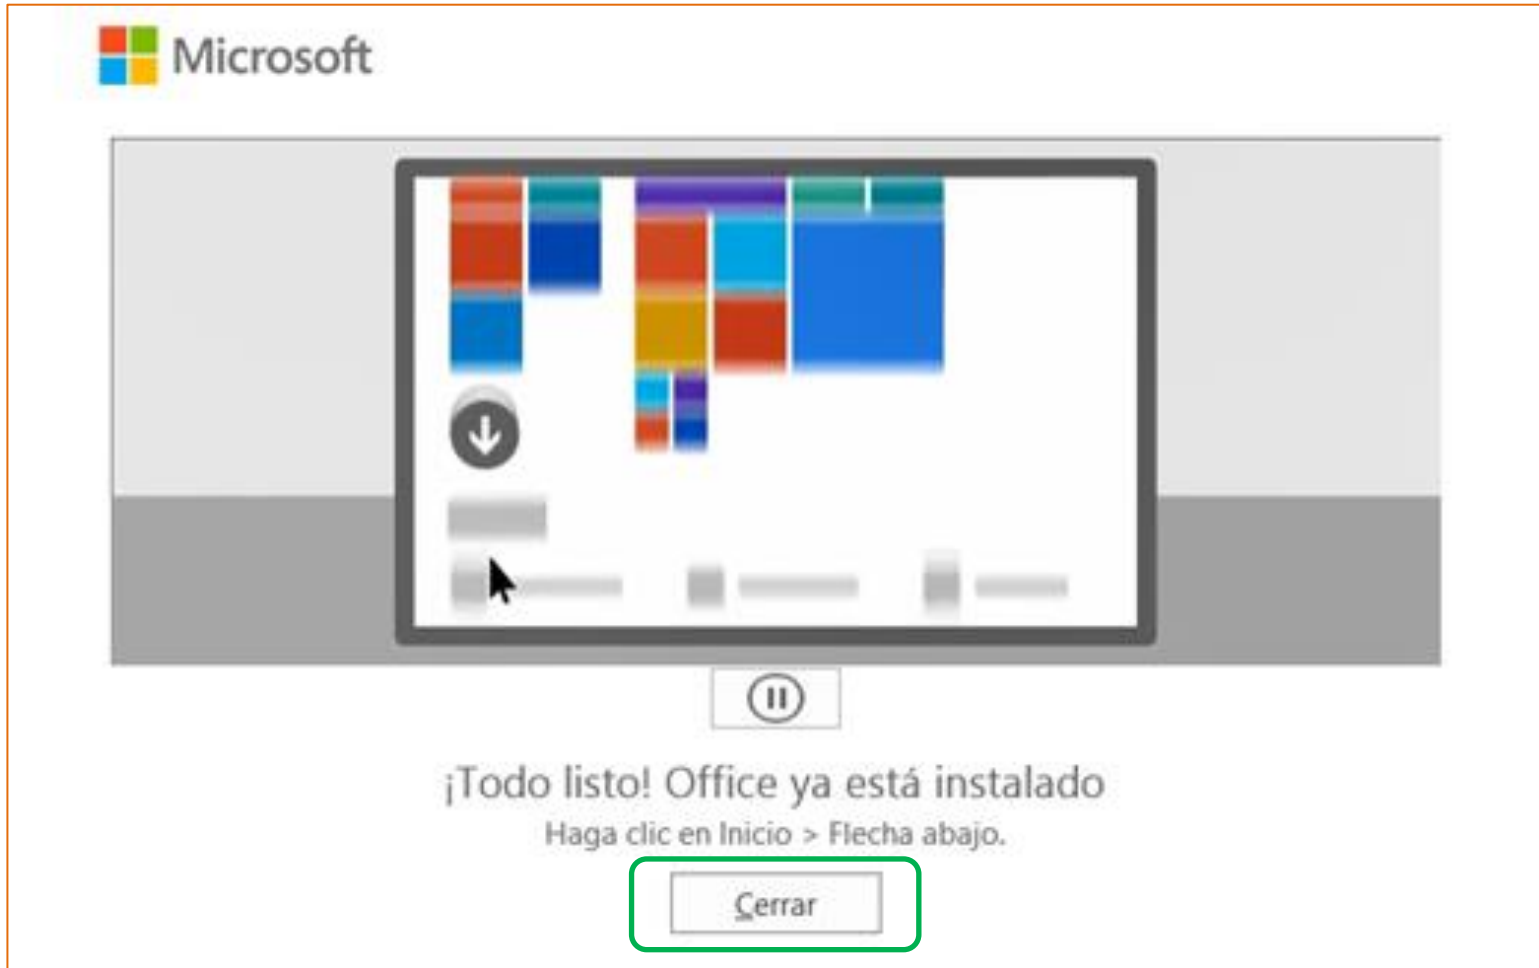 Microsoft
¡Todo listo! Office ya está instalado
Haga clic en Inicio > Flecha abajo.
Cerrar